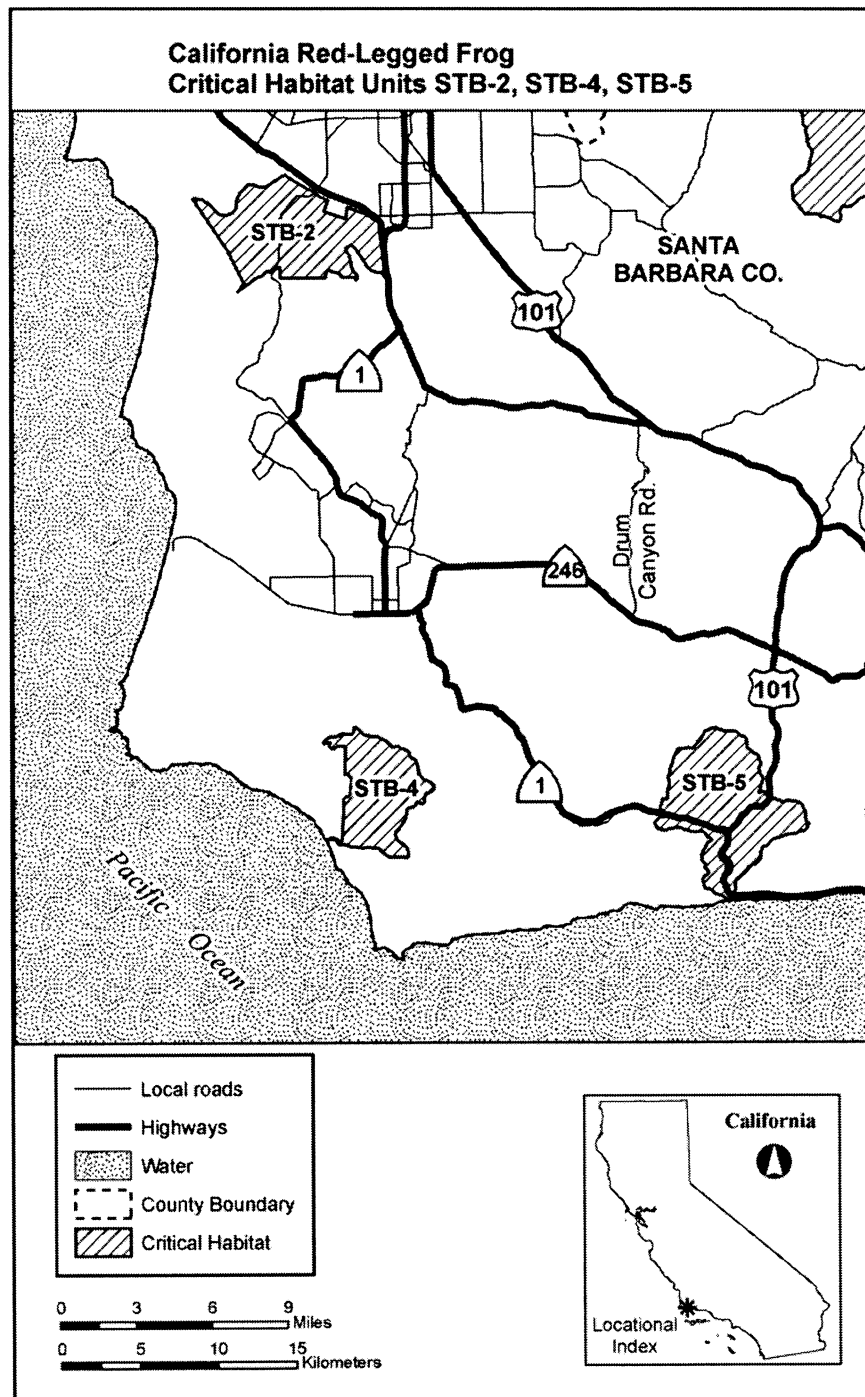 California Red-Legged Frog
Critical Habitat Units STB-2, STB-4, STB-5
STB-2
SANTA
BARBARA CO.
101
1
Drum
Canyon Rd.
246
101
STB-4
1
STB-5
Pacific
Ocean
Local roads
Highways
Water
County Boundary
Critical Habitat
0 3 6 9
Miles
0 5 10 15
Kilometers
California
Locational
Index